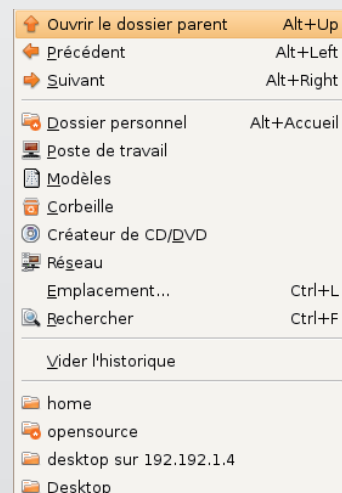 Ouvrir le dossier parent Alt+Up
Précédent Alt+Left
Suivant Alt+Right
Dossier personnel Alt+Accueil
Poste de travail
Modèles
Corbeille
Créateur de CD/DVD
Réseau
Emplacement... Ctrl+L
Rechercher Ctrl+F
Vider l'historique
home
opensource
desktop sur 192.192.1.4
Desktop